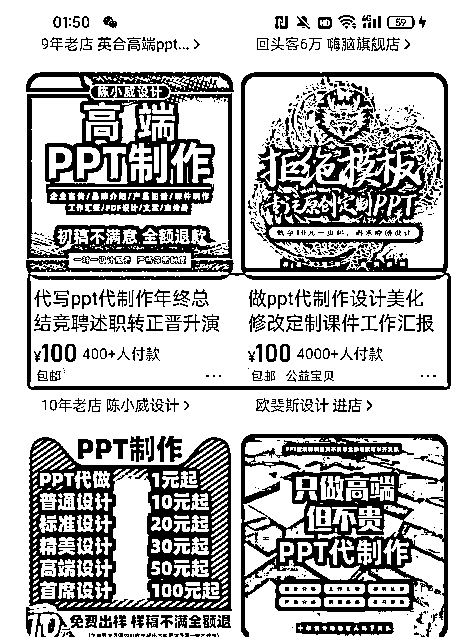 01:50
59
9年老店 英合高端ppt...>
回头客6万 嗨脑旗舰店>
陈小威设计
高端
PPT制作
初稿不满意 全额退款
拒绝模板
专注原创定制PPT
代写ppt代制作年终总
结竞聘述职转正晋升演
¥100 400+人付款
包邮
...
10年老店 陈小威设计>
做ppt代制作设计美化
修改定制课件工作汇报
¥100 4000+人付款
包邮 公益宝贝
...
欧斐斯设计 进店>
PPT制作
PPT代做 1元起
普通设计 10元起
标准设计 20元起
精美设计 30元起
高端设计 50元起
首席设计 100元起
免费出样 样稿不满全额退
只做高端
但不贵
PPT代制作